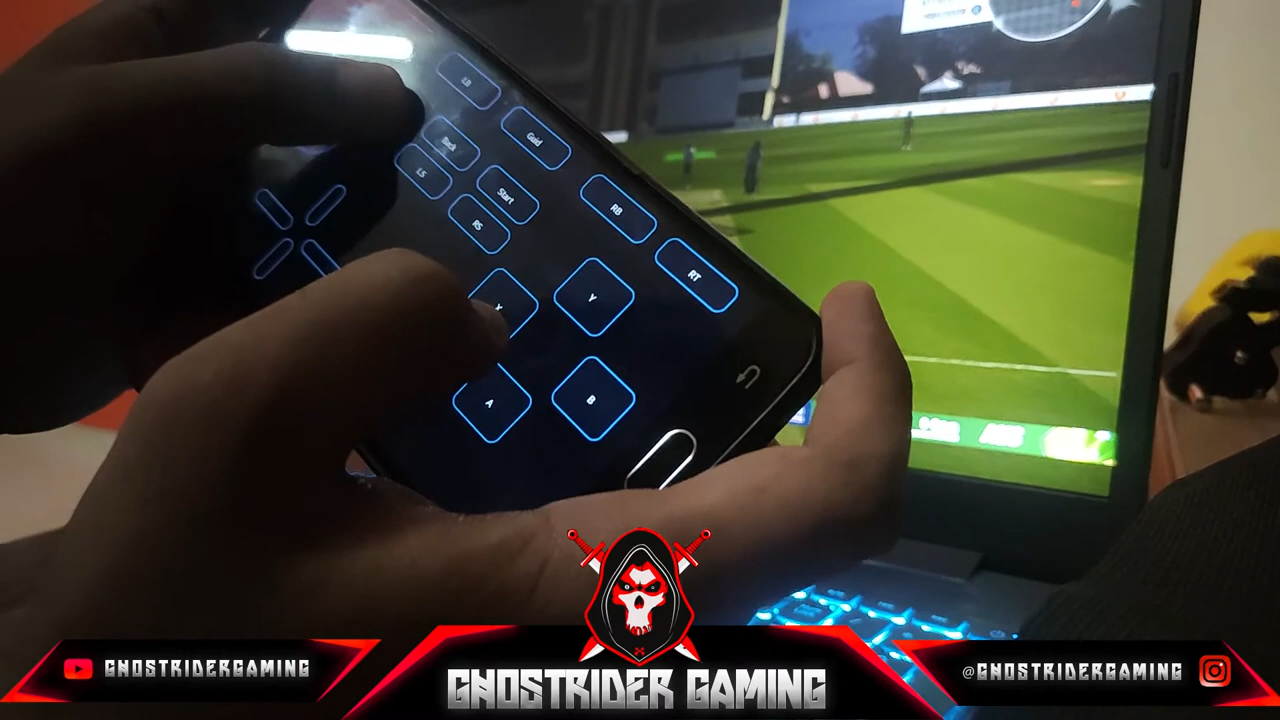 LB
Guid
Back
LS
Start
RS
RB
RT
Y
A
B
GHOSTRIDERGAMING
GHOSTRIDER GAMING
@GHOSTRIDERGAMING